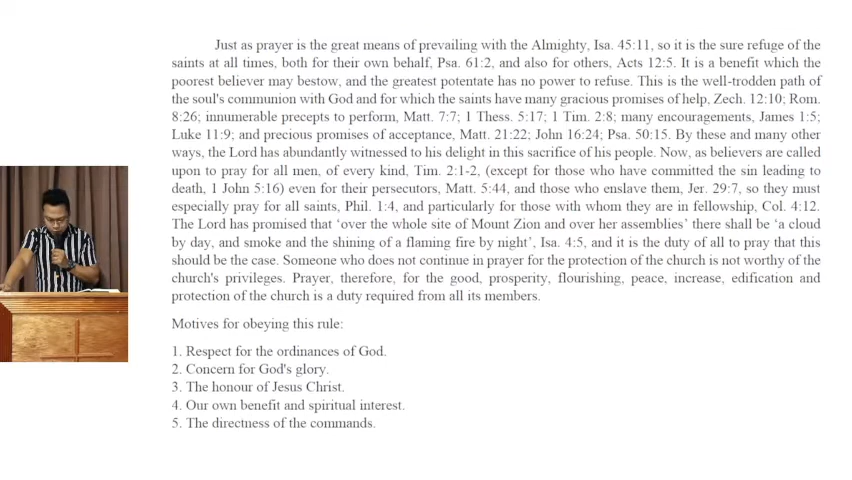 Just as prayer is the great means of prevailing with the Almighty, Isa. 45:11, so it is the sure refuge of the
saints at all times, both for their own behalf, Psa. 61:2, and also for others, Acts 12:5. It is a benefit which the
poorest believer may bestow, and the greatest potentate has no power to refuse. This is the well-trodden path of
the soul's communion with God and for which the saints have many gracious promises of help, Zech. 12:10; Rom.
8:26; innumerable precepts to perform, Matt. 7:7; 1 Thess. 5:17; 1 Tim. 2:8; many encouragements, James 1:5;
Luke 11:9; and precious promises of acceptance, Matt. 21:22; John 16:24; Psa. 50:15. By these and many other
ways, the Lord has abundantly witnessed to his delight in this sacrifice of his people. Now, as believers are called
upon to pray for all men, of every kind, Tim. 2:1-2, (except for those who have committed the sin leading to
death, 1 John 5:16) even for their persecutors, Matt. 5:44, and those who enslave them, Jer. 29:7, so they must
especially pray for all saints, Phil. 1:4, and particularly for those with whom they are in fellowship, Col. 4:12.
The Lord has promised that ‘over the whole site of Mount Zion and over her assemblies’ there shall be ‘a cloud
by day, and smoke and the shining of a flaming fire by night’, Isa. 4:5, and it is the duty of all to pray that this
should be the case. Someone who does not continue in prayer for the protection of the church is not worthy of the
church's privileges. Prayer, therefore, for the good, prosperity, flourishing, peace, increase, edification and
protection of the church is a duty required from all its members.
Motives for obeying this rule:
1. Respect for the ordinances of God.
2. Concern for God's glory.
3. The honour of Jesus Christ.
4. Our own benefit and spiritual interest.
5. The directness of the commands.